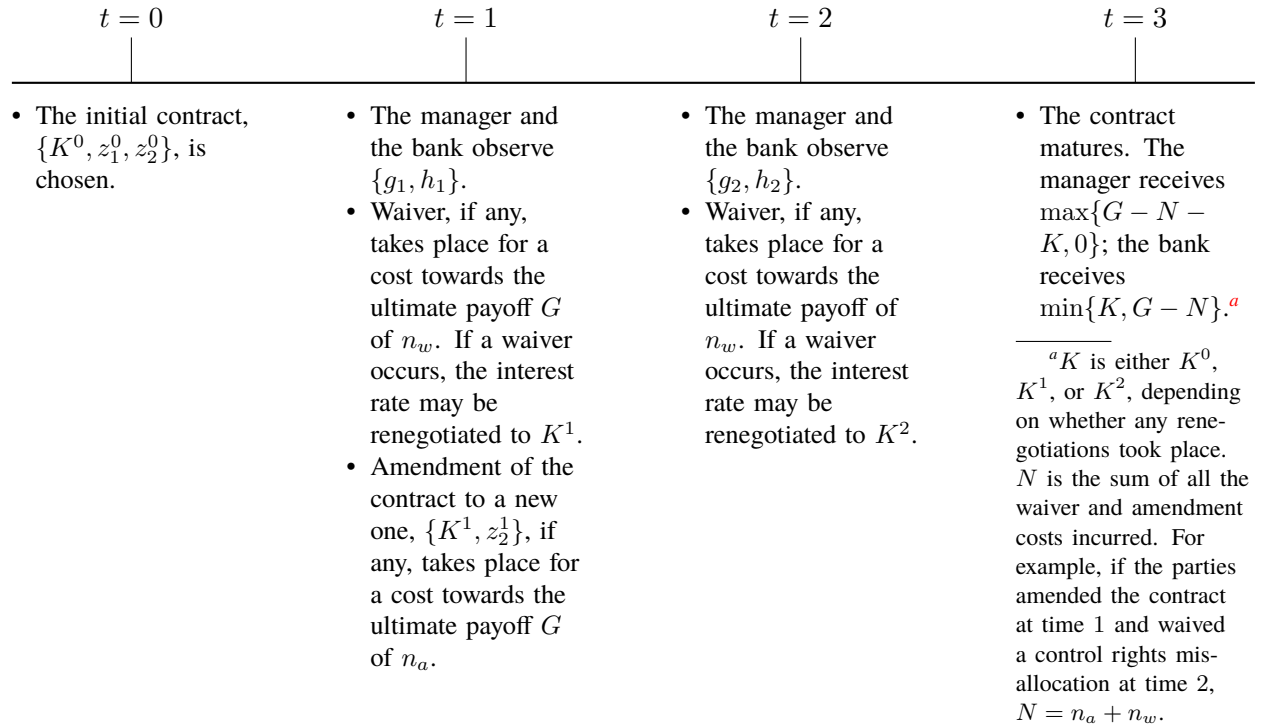 t = 0
t = 1
t = 2
t = 3
• The initial contract,
{K^0, z_1^0, z_2^0}, is
chosen.
• The manager and
the bank observe
{g_1, h_1}.
• Waiver, if any,
takes place for a
cost towards the
ultimate payoff G
of n_w. If a waiver
occurs, the interest
rate may be
renegotiated to K^1.
• Amendment of the
contract to a new
one, {K^1, z_2^1}, if
any, takes place for
a cost towards the
ultimate payoff G
of n_a.
• The manager and
the bank observe
{g_2, h_2}.
• Waiver, if any,
takes place for a
cost towards the
ultimate payoff of
n_w. If a waiver
occurs, the interest
rate may be
renegotiated to K^2.
• The contract
matures. The
manager receives
max{G − N −
K, 0}; the bank
receives
min{K, G − N}.^a
^a K is either K^0,
K^1, or K^2, depending
on whether any rene-
gotiations took place.
N is the sum of all the
waiver and amendment
costs incurred. For
example, if the parties
amended the contract
at time 1 and waived
a control rights mis-
allocation at time 2,
N = n_a + n_w.